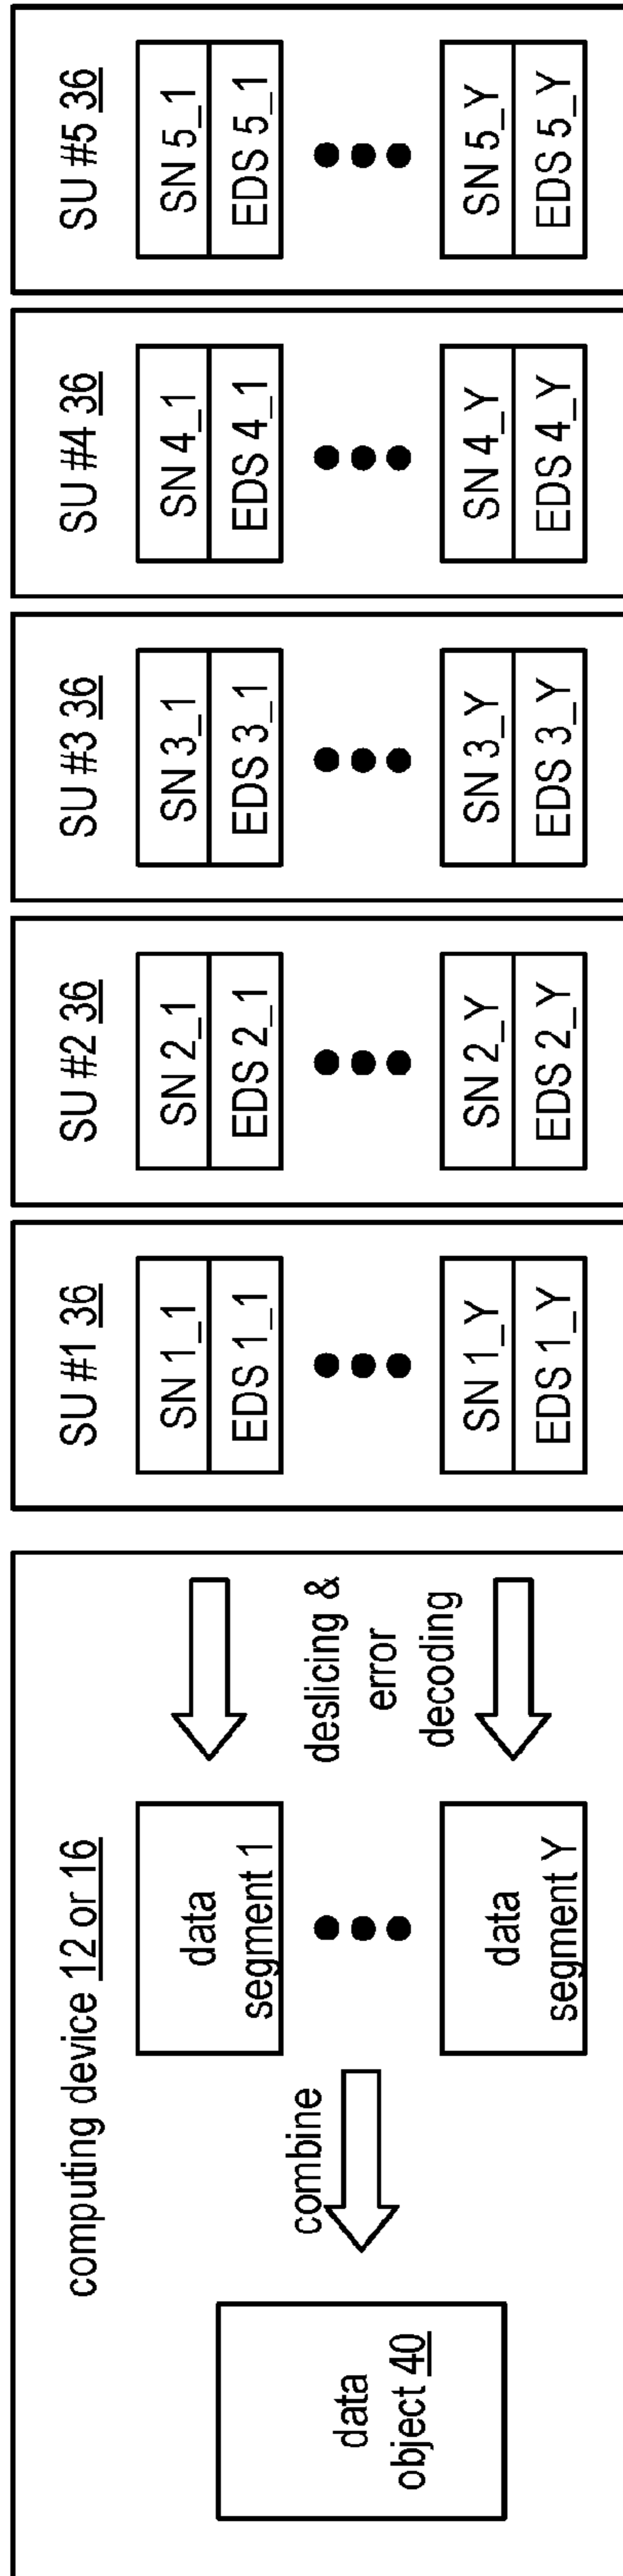 computing device 12 or 16
data
object 40
combine
data
segment 1
data
segment Y
deslicing &
error
decoding
SU #1 36
SN 1_1
EDS 1_1
SN 1_Y
EDS 1_Y
SU #2 36
SN 2_1
EDS 2_1
SN 2_Y
EDS 2_Y
SU #3 36
SN 3_1
EDS 3_1
SN 3_Y
EDS 3_Y
SU #4 36
SN 4_1
EDS 4_1
SN 4_Y
EDS 4_Y
SU #5 36
SN 5_1
EDS 5_1
SN 5_Y
EDS 5_Y